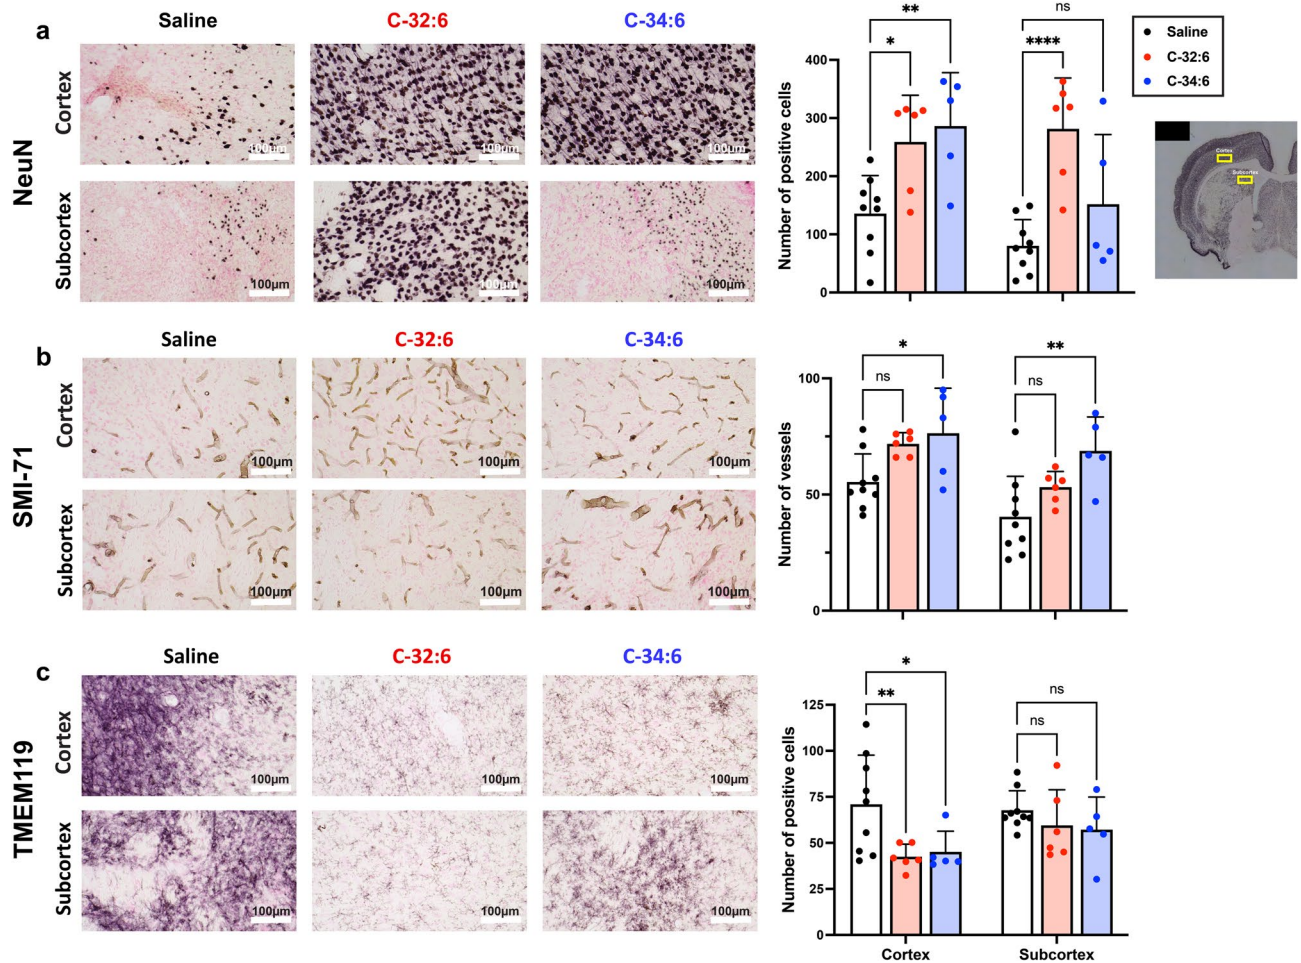 a
Saline
C-32:6
C-34:6
NeuN
Cortex
100µm
100µm
100µm
Subcortex
100µm
100µm
100µm
Number of positive cells
400
300
200
100
0
*
**
****
ns
Saline
C-32:6
C-34:6
Cortex
Subcortex
b
Saline
C-32:6
C-34:6
SMI-71
Cortex
100µm
100µm
100µm
Subcortex
100µm
100µm
100µm
Number of vessels
100
50
0
ns
*
ns
**
c
Saline
C-32:6
C-34:6
TMEM119
Cortex
100µm
100µm
100µm
Subcortex
100µm
100µm
100µm
Number of positive cells
125
100
75
50
25
0
**
*
ns
ns
Cortex
Subcortex